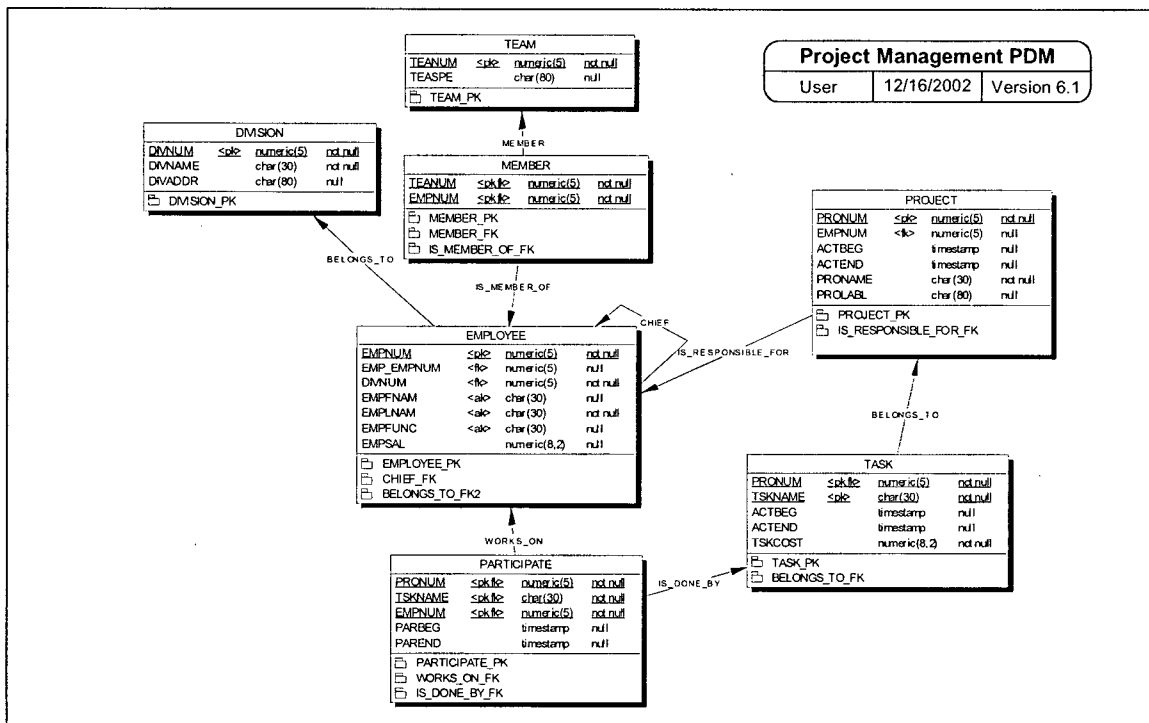 TEAM
TEANUM <pk> numeric(5) not null
TEASPE char(80) null
TEAM_PK
Project Management PDM
User 12/16/2002 Version 6.1
MEMBER
DIVISION
DIVNUM <pk> numeric(5) not null
DIVNAME char(30) not null
DIVADDR char(80) null
DIVISION_PK
MEMBER
TEANUM <pk,fk> numeric(5) not null
EMPNUM <pk,fk> numeric(5) not null
MEMBER_PK
MEMBER_FK
IS_MEMBER_OF_FK
PROJECT
PRONUM <pk> numeric(5) not null
EMPNUM <fk> numeric(5) null
ACTBEG timestamp null
ACTEND timestamp null
PRONAME char(30) not null
PROLABL char(80) null
PROJECT_PK
IS_RESPONSIBLE_FOR_FK
BELONGS_TO
IS_MEMBER_OF
CHIEF
IS_RESPONSIBLE_FOR
EMPLOYEE
EMPNUM <pk> numeric(5) not null
EMP_EMPNUM <fk> numeric(5) null
DIVNUM <fk> numeric(5) not null
EMPFNAM <ak> char(30) null
EMPLNAM <ak> char(30) not null
EMPFUNC <ak> char(30) null
EMPSAL numeric(8,2) null
EMPLOYEE_PK
CHIEF_FK
BELONGS_TO_FK2
BELONGS_TO
TASK
PRONUM <pk,fk> numeric(5) not null
TSKNAME <pk> char(30) not null
ACTBEG timestamp null
ACTEND timestamp null
TSKCOST numeric(8,2) not null
TASK_PK
BELONGS_TO_FK
WORKS_ON
IS_DONE_BY
PARTICIPATE
PRONUM <pk,fk> numeric(5) not null
TSKNAME <pk,fk> char(30) not null
EMPNUM <pk,fk> numeric(5) not null
PARBEG timestamp null
PAREND timestamp null
PARTICIPATE_PK
WORKS_ON_FK
IS_DONE_BY_FK